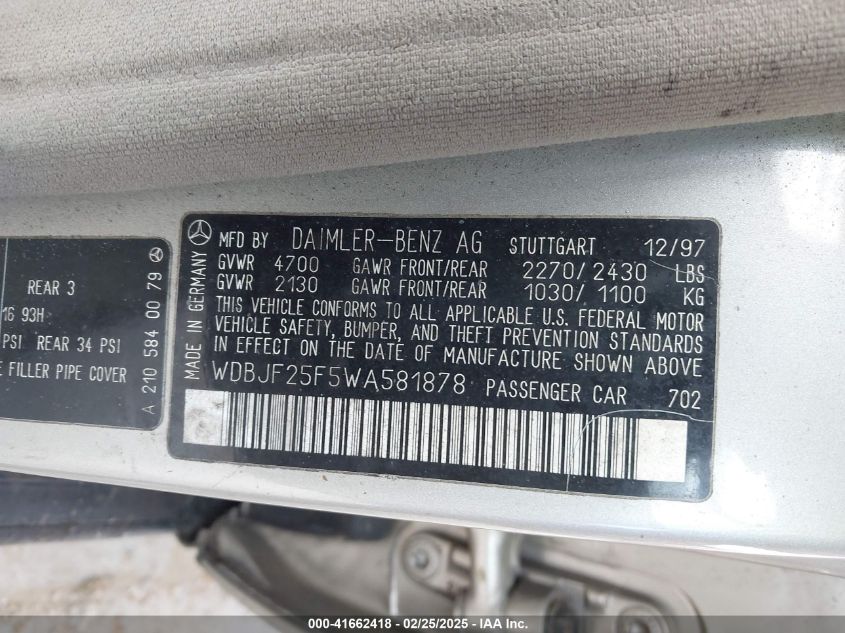 REAR 3
16 93H
PSI REAR 34 PSI
FILLER PIPE COVER
A 210 584 00 79
MADE IN GERMANY
MFD BY DAIMLER-BENZ AG STUTTGART 12/97
GVWR 4700 GAWR FRONT/REAR 2270/2430 LBS
GVWR 2130 GAWR FRONT/REAR 1030/1100 KG
THIS VEHICLE CONFORMS TO ALL APPLICABLE U.S. FEDERAL MOTOR
VEHICLE SAFETY, BUMPER, AND THEFT PREVENTION STANDARDS
IN EFFECT ON THE DATE OF MANUFACTURE SHOWN ABOVE
WDBJF25F5WA581878 PASSENGER CAR 702
000-41662418 - 02/25/2025 - COPYRIGHT © IAA